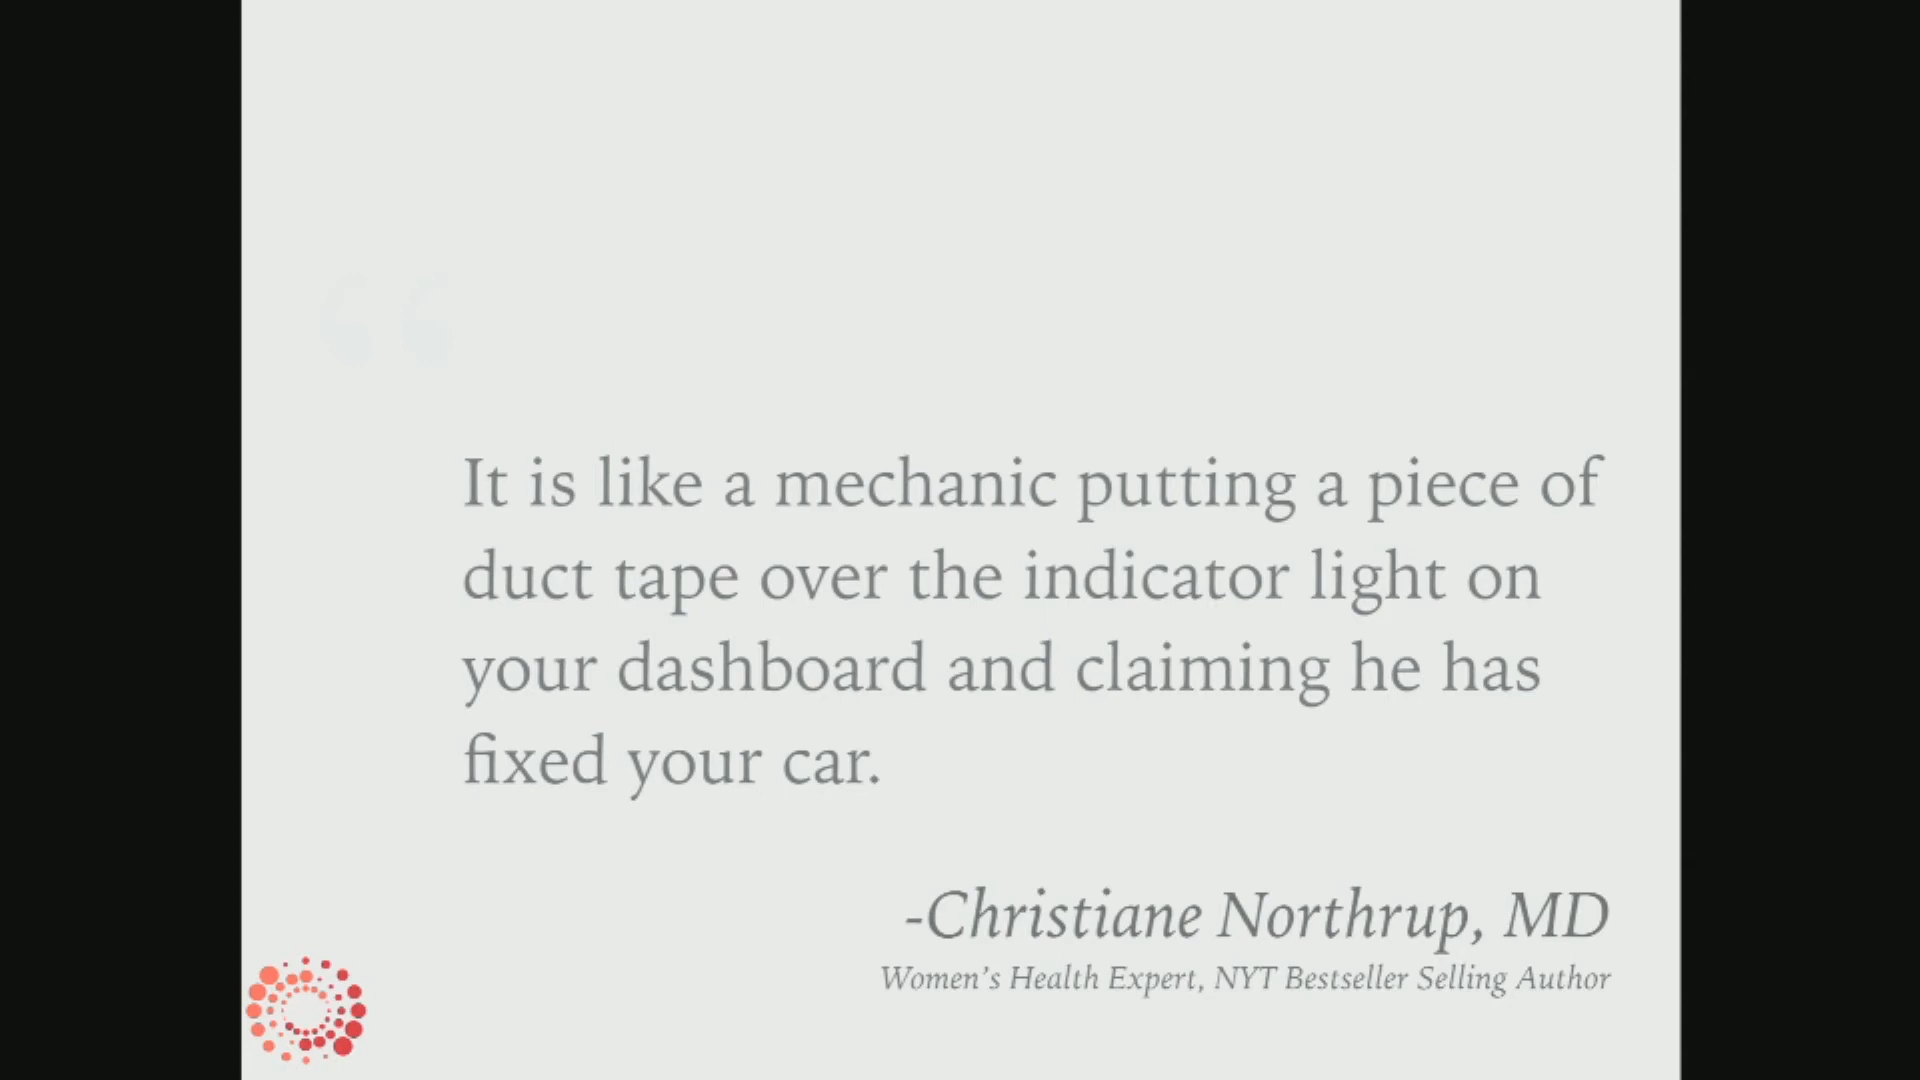 “
It is like a mechanic putting a piece of
duct tape over the indicator light on
your dashboard and claiming he has
fixed your car.
-Christiane Northrup, MD
Women’s Health Expert, NYT Bestseller Selling Author